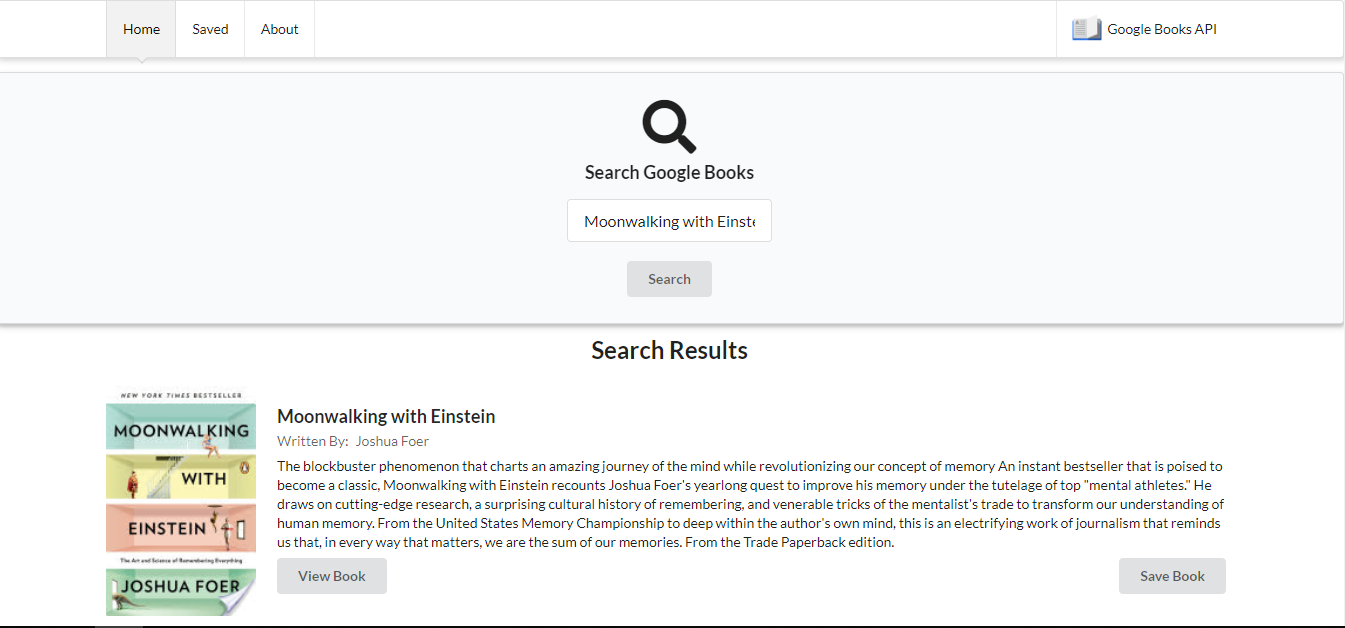 Home Saved About Google Books API
Search Google Books
Moonwalking with Einste
Search
Search Results
NEW YORK TIMES BESTSELLER
MOONWALKING
WITH
EINSTEIN
The Art and Science of Remembering Everything
JOSHUA FOER
Moonwalking with Einstein
Written By: Joshua Foer
The blockbuster phenomenon that charts an amazing journey of the mind while revolutionizing our concept of memory An instant bestseller that is poised to
become a classic, Moonwalking with Einstein recounts Joshua Foer's yearlong quest to improve his memory under the tutelage of top "mental athletes." He
draws on cutting-edge research, a surprising cultural history of remembering, and venerable tricks of the mentalist's trade to transform our understanding of
human memory. From the United States Memory Championship to deep within the author's own mind, this is an electrifying work of journalism that reminds
us that, in every way that matters, we are the sum of our memories. From the Trade Paperback edition.
View Book Save Book